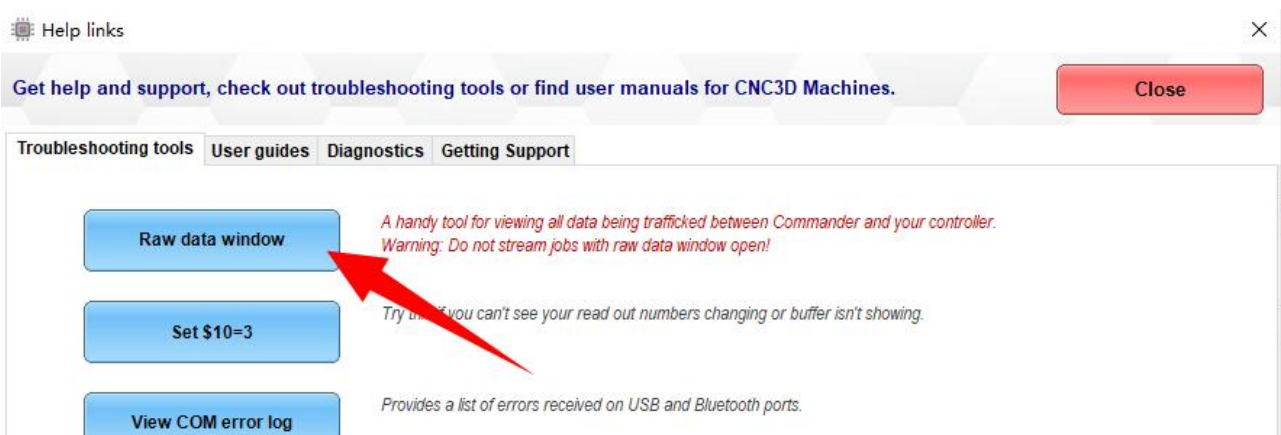 Help links
Get help and support, check out troubleshooting tools or find user manuals for CNC3D Machines.
Close
Troubleshooting tools User guides Diagnostics Getting Support
Raw data window
A handy tool for viewing all data being trafficked between Commander and your controller.
Warning: Do not stream jobs with raw data window open!
Set $10=3
Try if you can't see your read out numbers changing or buffer isn't showing.
View COM error log
Provides a list of errors received on USB and Bluetooth ports.